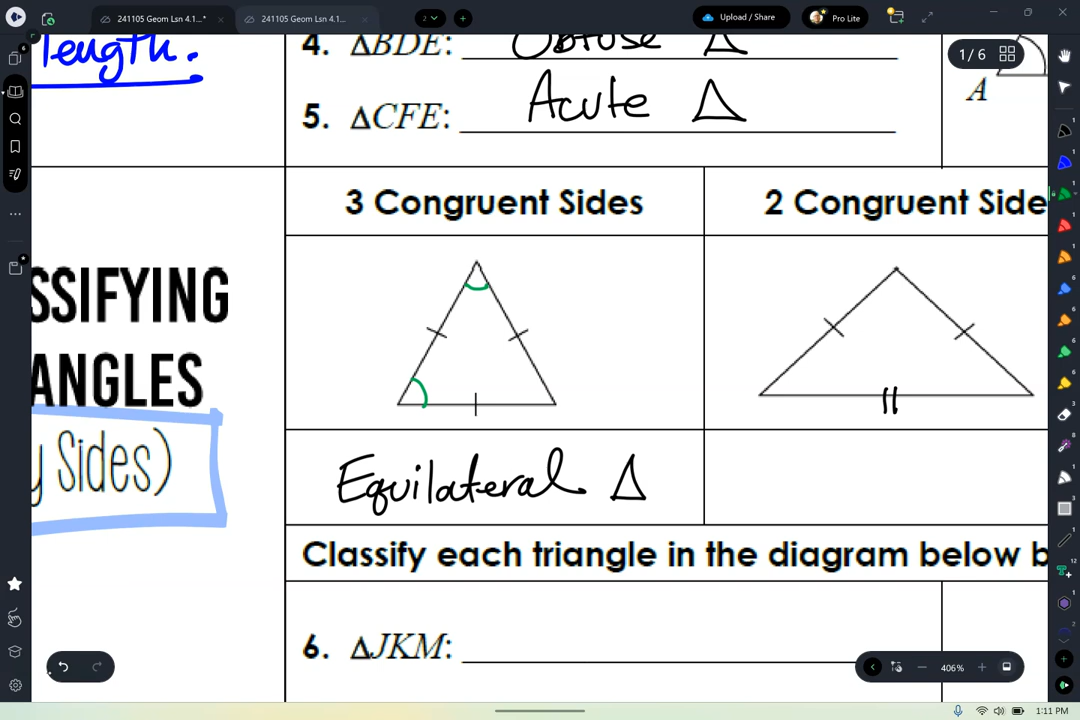 241105 Geom Lsn 4.1...*
241105 Geom Lsn 4.1...
2
Upload / Share
Pro Lite
length.
4. ΔBDE: Obtuse Δ
1/6
A
5. ΔCFE: Acute Δ
3 Congruent Sides
2 Congruent Side
SSIFYING
ANGLES
y Sides)
Equilateral Δ
Classify each triangle in the diagram below b
6. ΔJKM:
406%
1:11 PM